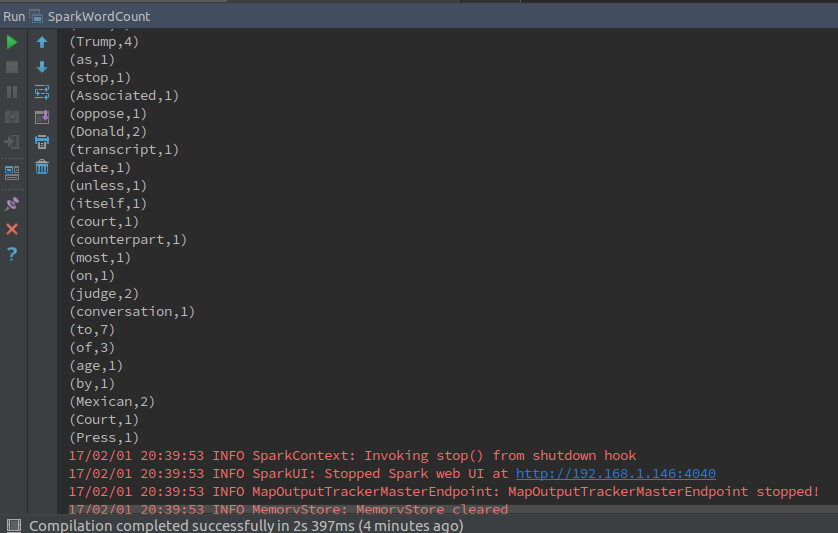 Run SparkWordCount
(Trump,4)
(as,1)
(stop,1)
(Associated,1)
(oppose,1)
(Donald,2)
(transcript,1)
(date,1)
(unless,1)
(itself,1)
(court,1)
(counterpart,1)
(most,1)
(on,1)
(judge,2)
(conversation,1)
(to,7)
(of,3)
(age,1)
(by,1)
(Mexican,2)
(Court,1)
(Press,1)
17/02/01 20:39:53 INFO SparkContext: Invoking stop() from shutdown hook
17/02/01 20:39:53 INFO SparkUI: Stopped Spark web UI at http://192.168.1.146:4040
17/02/01 20:39:53 INFO MapOutputTrackerMasterEndpoint: MapOutputTrackerMasterEndpoint stopped!
17/02/01 20:39:53 INFO MemoryStore: MemoryStore cleared
Compilation completed successfully in 2s 397ms (4 minutes ago)